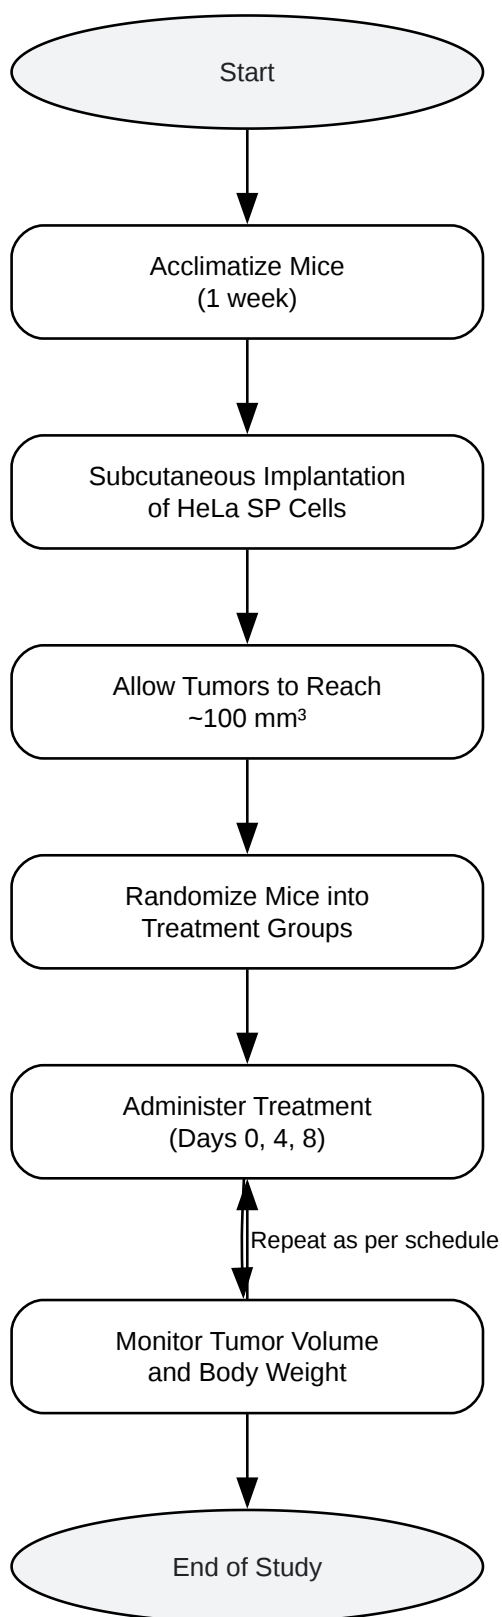 Start
Acclimatize Mice
(1 week)
Subcutaneous Implantation
of HeLa SP Cells
Allow Tumors to Reach
~100 mm³
Randomize Mice into
Treatment Groups
Administer Treatment
(Days 0, 4, 8)
Repeat as per schedule
Monitor Tumor Volume
and Body Weight
End of Study